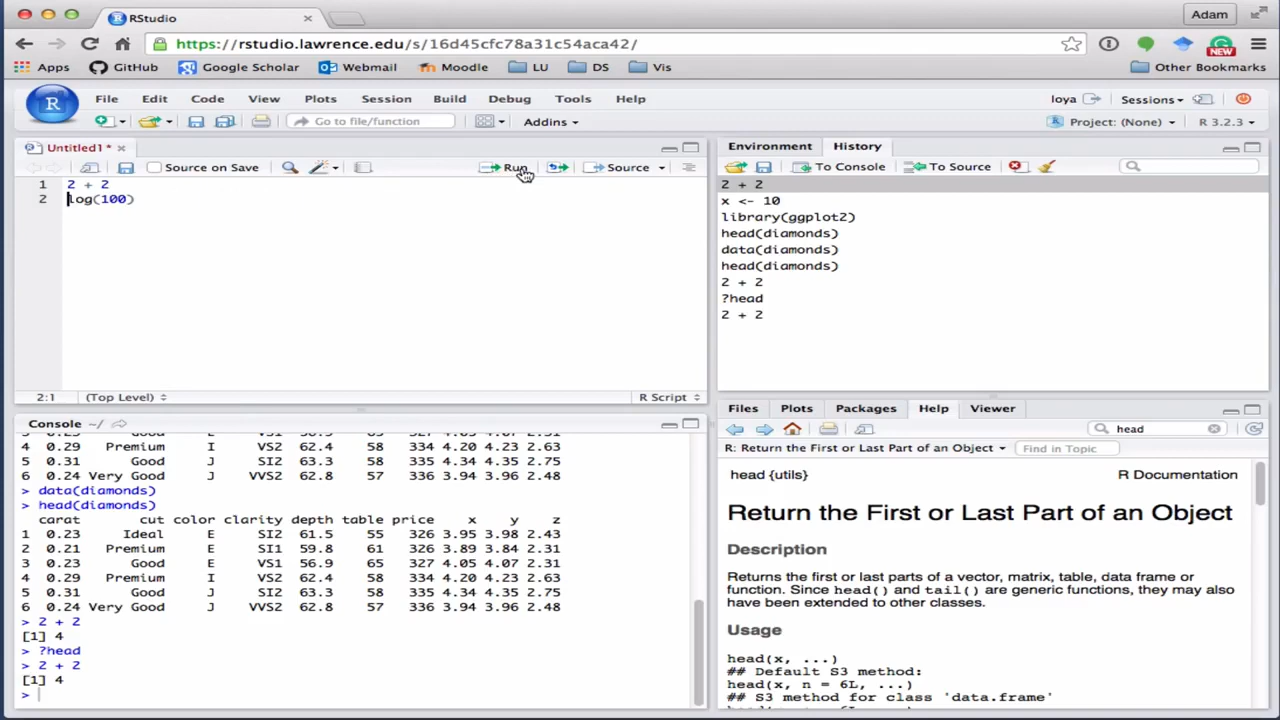 RStudio
Adam
https://rstudio.lawrence.edu/s/16d45cfc78a31c54aca42/
NEW
Apps GitHub Google Scholar Webmail Moodle LU DS Vis Other Bookmarks
R File Edit Code View Plots Session Build Debug Tools Help loya Sessions
Go to file/function Addins Project: (None) R 3.2.3
Untitled1*
Source on Save Run Source
1 2 + 2
2 log(100)
2:1 (Top Level) R Script
Environment History
To Console To Source
2 + 2
x <- 10
library(ggplot2)
head(diamonds)
data(diamonds)
head(diamonds)
2 + 2
?head
2 + 2
Console ~/
4 0.29 Premium I VS2 62.4 58 334 4.20 4.23 2.63
5 0.31 Good J SI2 63.3 58 335 4.34 4.35 2.75
6 0.24 Very Good J VVS2 62.8 57 336 3.94 3.96 2.48
> data(diamonds)
> head(diamonds)
carat cut color clarity depth table price x y z
1 0.23 Ideal E SI2 61.5 55 326 3.95 3.98 2.43
2 0.21 Premium E SI1 59.8 61 326 3.89 3.84 2.31
3 0.23 Good E VS1 56.9 65 327 4.05 4.07 2.31
4 0.29 Premium I VS2 62.4 58 334 4.20 4.23 2.63
5 0.31 Good J SI2 63.3 58 335 4.34 4.35 2.75
6 0.24 Very Good J VVS2 62.8 57 336 3.94 3.96 2.48
> 2 + 2
[1] 4
> ?head
> 2 + 2
[1] 4
>
Files Plots Packages Help Viewer
head
R: Return the First or Last Part of an Object Find in Topic
head {utils} R Documentation
Return the First or Last Part of an Object
Description
Returns the first or last parts of a vector, matrix, table, data frame or
function. Since head() and tail() are generic functions, they may also
have been extended to other classes.
Usage
head(x, ...)
## Default S3 method:
head(x, n = 6L, ...)
## S3 method for class 'data.frame'